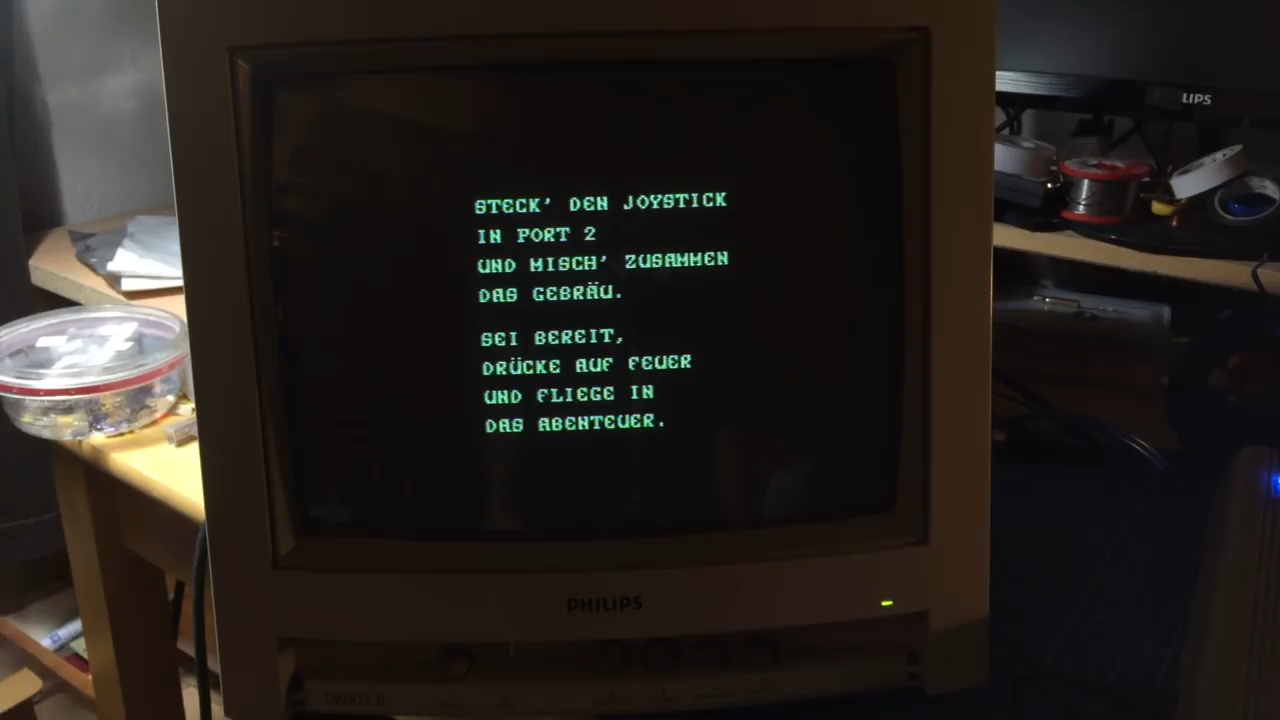 LIPS
STECK' DEN JOYSTICK
IN PORT 2
UND MISCH' ZUSAMMEN
DAS GEBRÄU.
SEI BEREIT,
DRÜCKE AUF FEUER
UND FLIEGE IN
DAS ABENTEUER.
PHILIPS